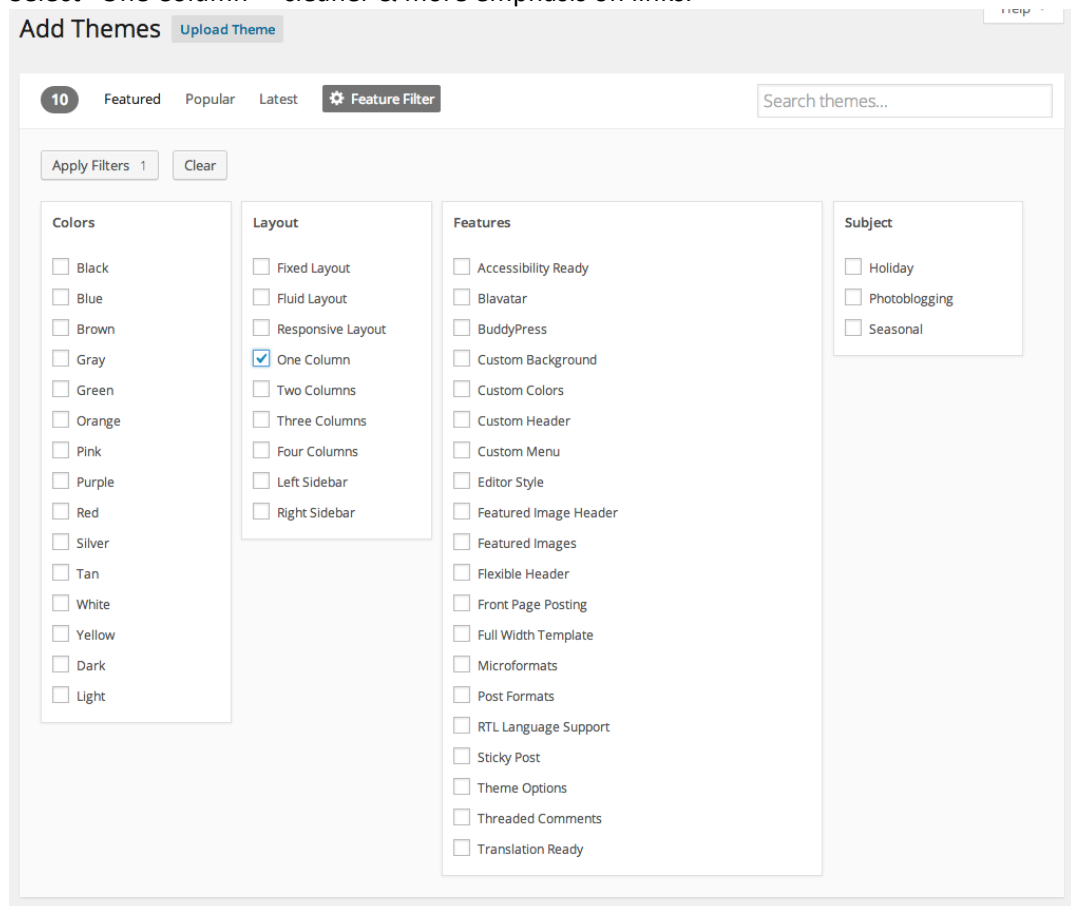 Add Themes Upload Theme
Help
10 Featured Popular Latest Feature Filter Search themes...
Apply Filters 1 Clear
Colors
Black
Blue
Brown
Gray
Green
Orange
Pink
Purple
Red
Silver
Tan
White
Yellow
Dark
Light
Layout
Fixed Layout
Fluid Layout
Responsive Layout
One Column
Two Columns
Three Columns
Four Columns
Left Sidebar
Right Sidebar
Features
Accessibility Ready
Blavatar
BuddyPress
Custom Background
Custom Colors
Custom Header
Custom Menu
Editor Style
Featured Image Header
Featured Images
Flexible Header
Front Page Posting
Full Width Template
Microformats
Post Formats
RTL Language Support
Sticky Post
Theme Options
Threaded Comments
Translation Ready
Subject
Holiday
Photoblogging
Seasonal